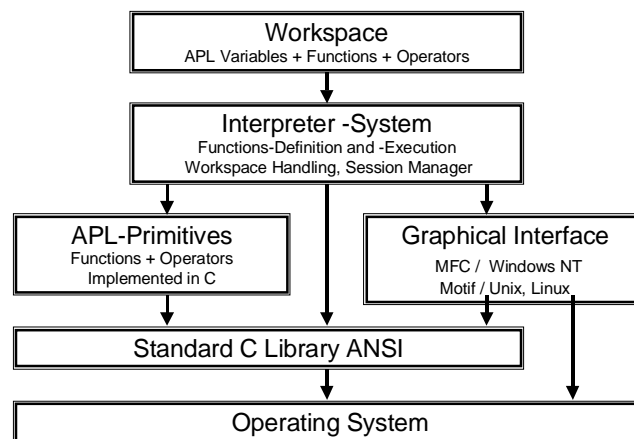 Workspace
APL Variables + Functions + Operators
Interpreter -System
Functions-Definition and -Execution
Workspace Handling, Session Manager
APL-Primitives
Functions + Operators
Implemented in C
Graphical Interface
MFC / Windows NT
Motif / Unix, Linux
Standard C Library ANSI
Operating System